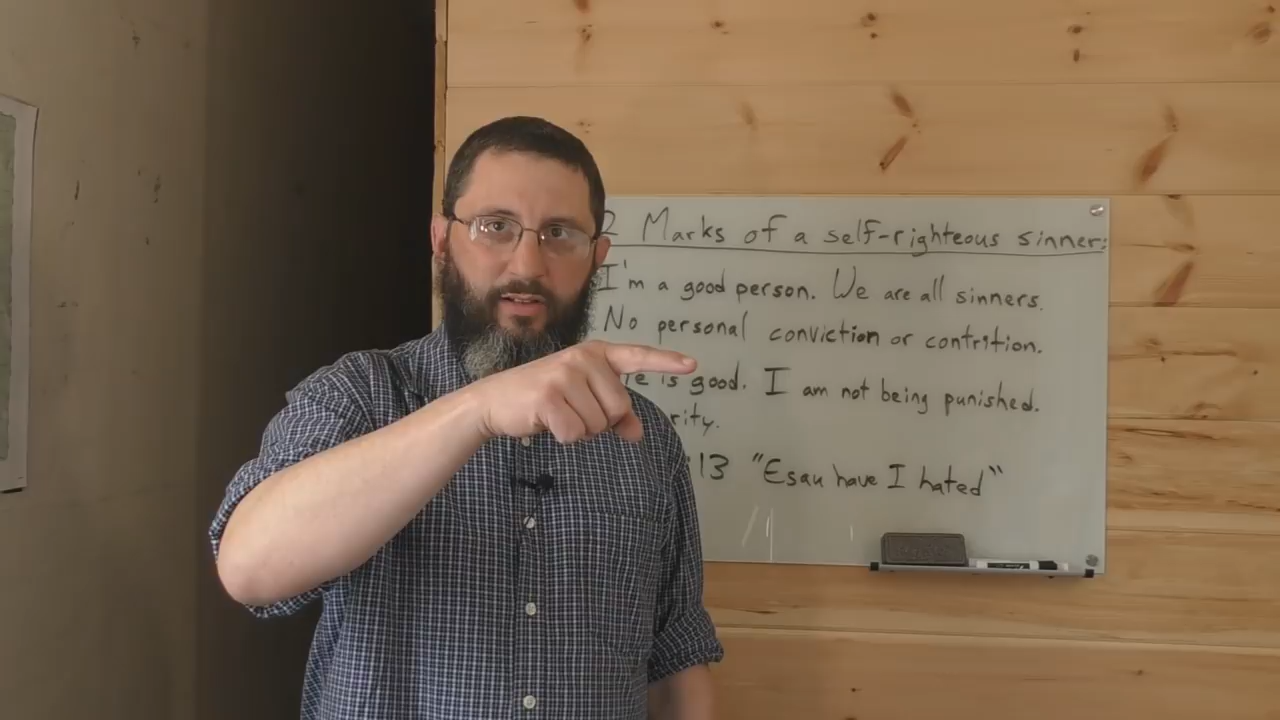 2 Marks of a self-righteous sinner:
I'm a good person. We are all sinners.
No personal conviction or contrition.
is good. I am not being punished.
13 "Esau have I hated"